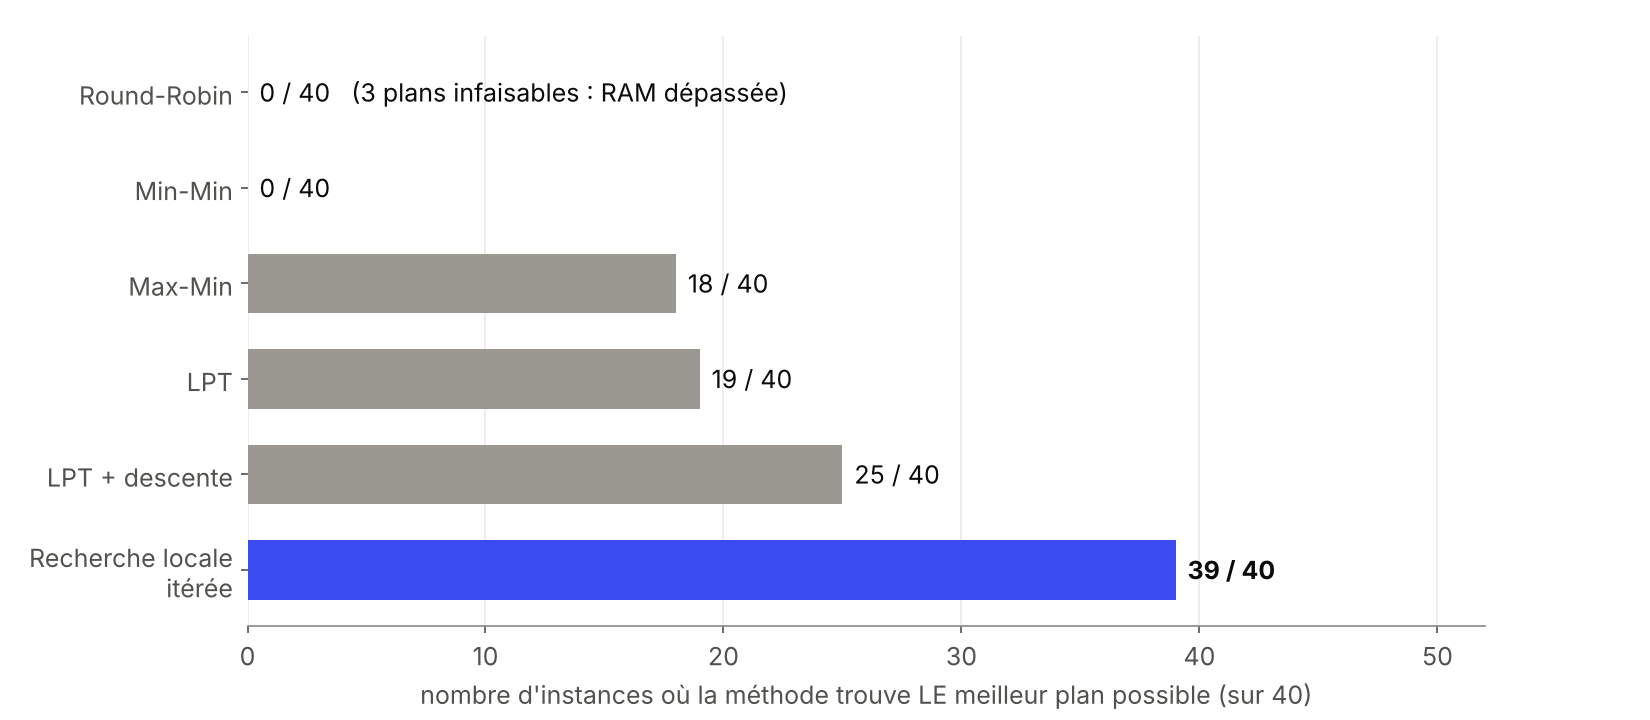 Round-Robin 0 / 40 (3 plans infaisables : RAM dépassée)
Min-Min 0 / 40
Max-Min 18 / 40
LPT 19 / 40
LPT + descente 25 / 40
Recherche locale
itérée 39 / 40
0 10 20 30 40 50
nombre d'instances où la méthode trouve LE meilleur plan possible (sur 40)